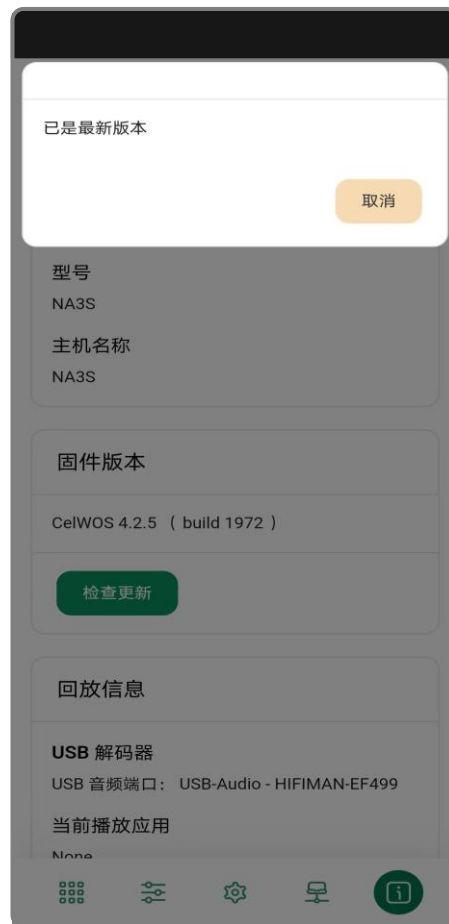 已是最新版本
取消
型号
NA3S
主机名称
NA3S
固件版本
CelWOS 4.2.5 （ build 1972 ）
检查更新
回放信息
USB 解码器
USB 音频端口： USB-Audio - HIFIMAN-EF499
当前播放应用
None